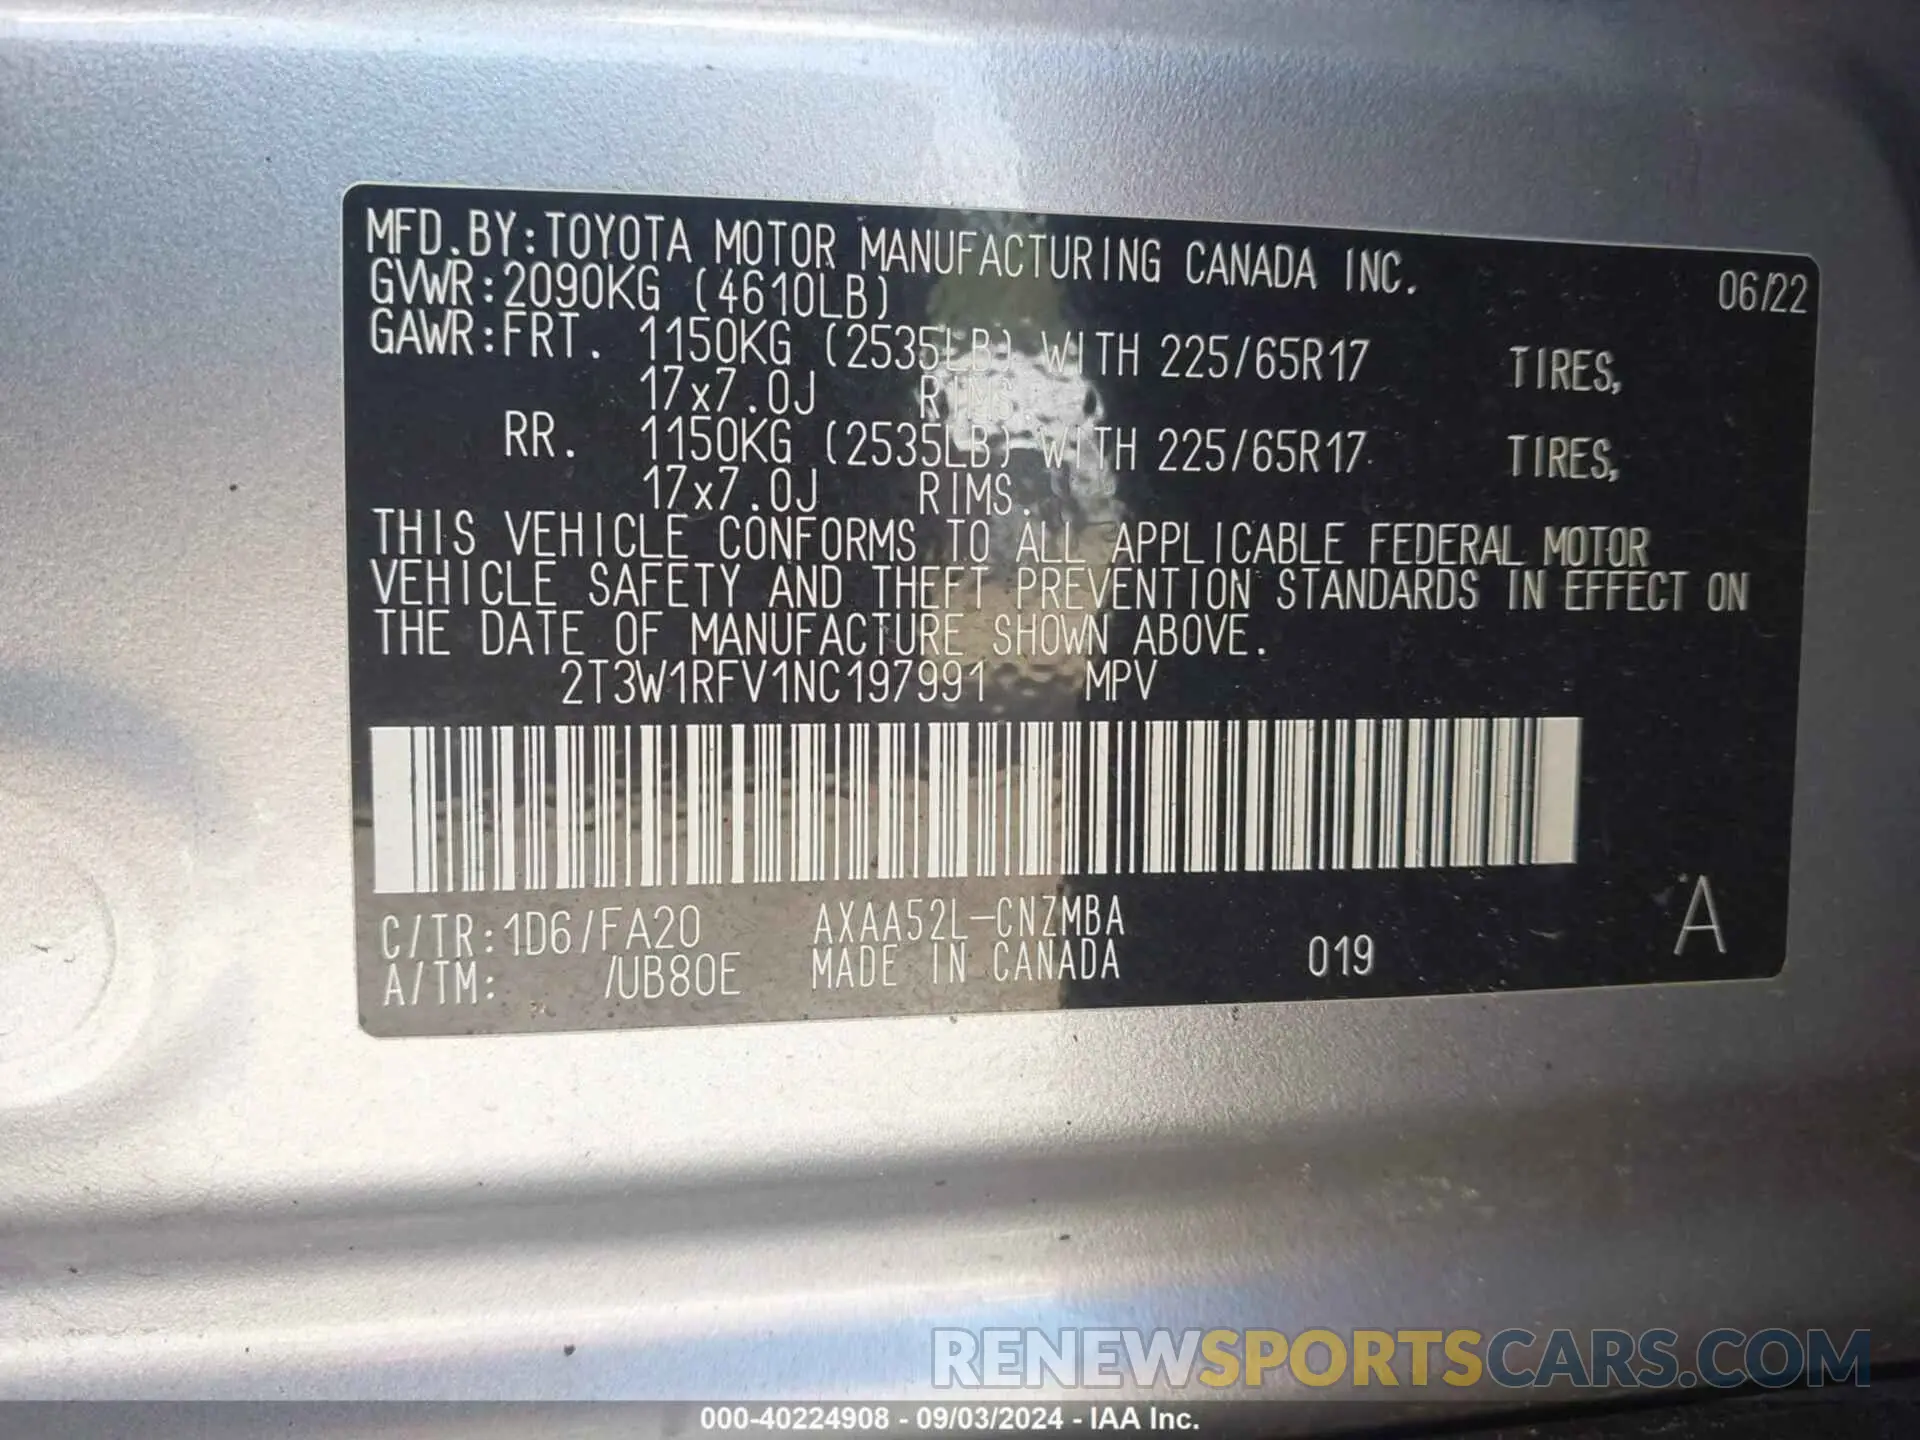 MFD.BY:TOYOTA MOTOR MANUFACTURING CANADA INC. 06/22
GVWR:2090KG (4610LB)
GAWR:FRT. 1150KG (2535LB) WITH 225/65R17 TIRES,
17x7.0J RIMS.
RR. 1150KG (2535LB) WITH 225/65R17 TIRES,
17x7.0J RIMS.
THIS VEHICLE CONFORMS TO ALL APPLICABLE FEDERAL MOTOR
VEHICLE SAFETY AND THEFT PREVENTION STANDARDS IN EFFECT ON
THE DATE OF MANUFACTURE SHOWN ABOVE.
2T3W1RFV1NC197991 MPV
C/TR:1D6/FA20 AXAA52L-CNZMBA
A/TM: /UB80E MADE IN CANADA 019 A
RENEWSPORTSCARS.COM
000-40224908 - 09/03/2024 - IAA Inc.